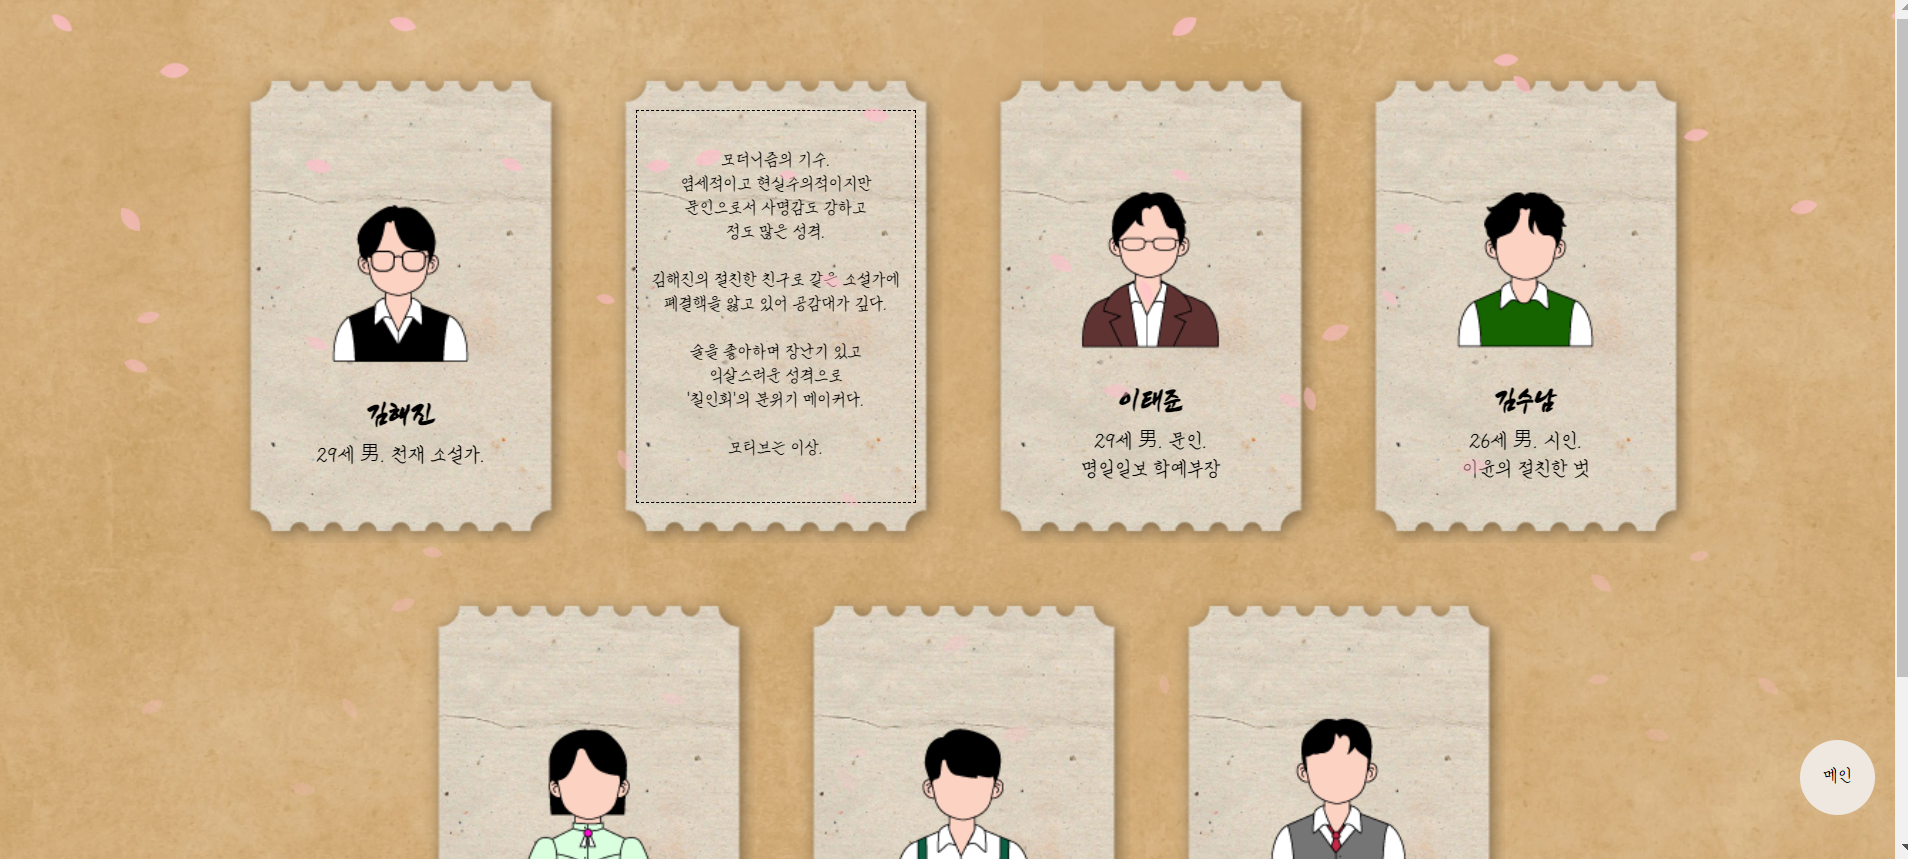 김해진
29세 男. 천재 소설가.
모더니즘의 기수.
염세적이고 현실주의적이지만
문인으로서 사명감도 강하고
정도 많은 성격.
김해진의 절친한 친구로 같은 소설가에
폐결핵을 앓고 있어 공감대가 깊다.
술을 좋아하며 장난기 있고
익살스러운 성격으로
'칠인회'의 분위기 메이커다.
모티브는 이상.
이태준
29세 男. 문인.
명일일보 학예부장
김수남
26세 男. 시인.
이윤의 절친한 벗
메인